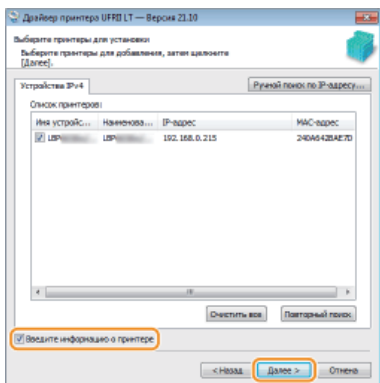 Драйвер принтера UFRII LT — Версия 21.10
Выберите принтеры для установки
Выберите принтеры для добавления, затем щелкните
[Далее].
Устройства IPv4
Ручной поиск по IP-адресу...
Список принтеров:
Имя устройс... Наименова... IP-адрес MAC-адрес
LBP LBP 192.168.0.215 240A642BAE7D
Очистить все Повторный поиск
Введите информацию о принтере
< Назад Далее > Отмена